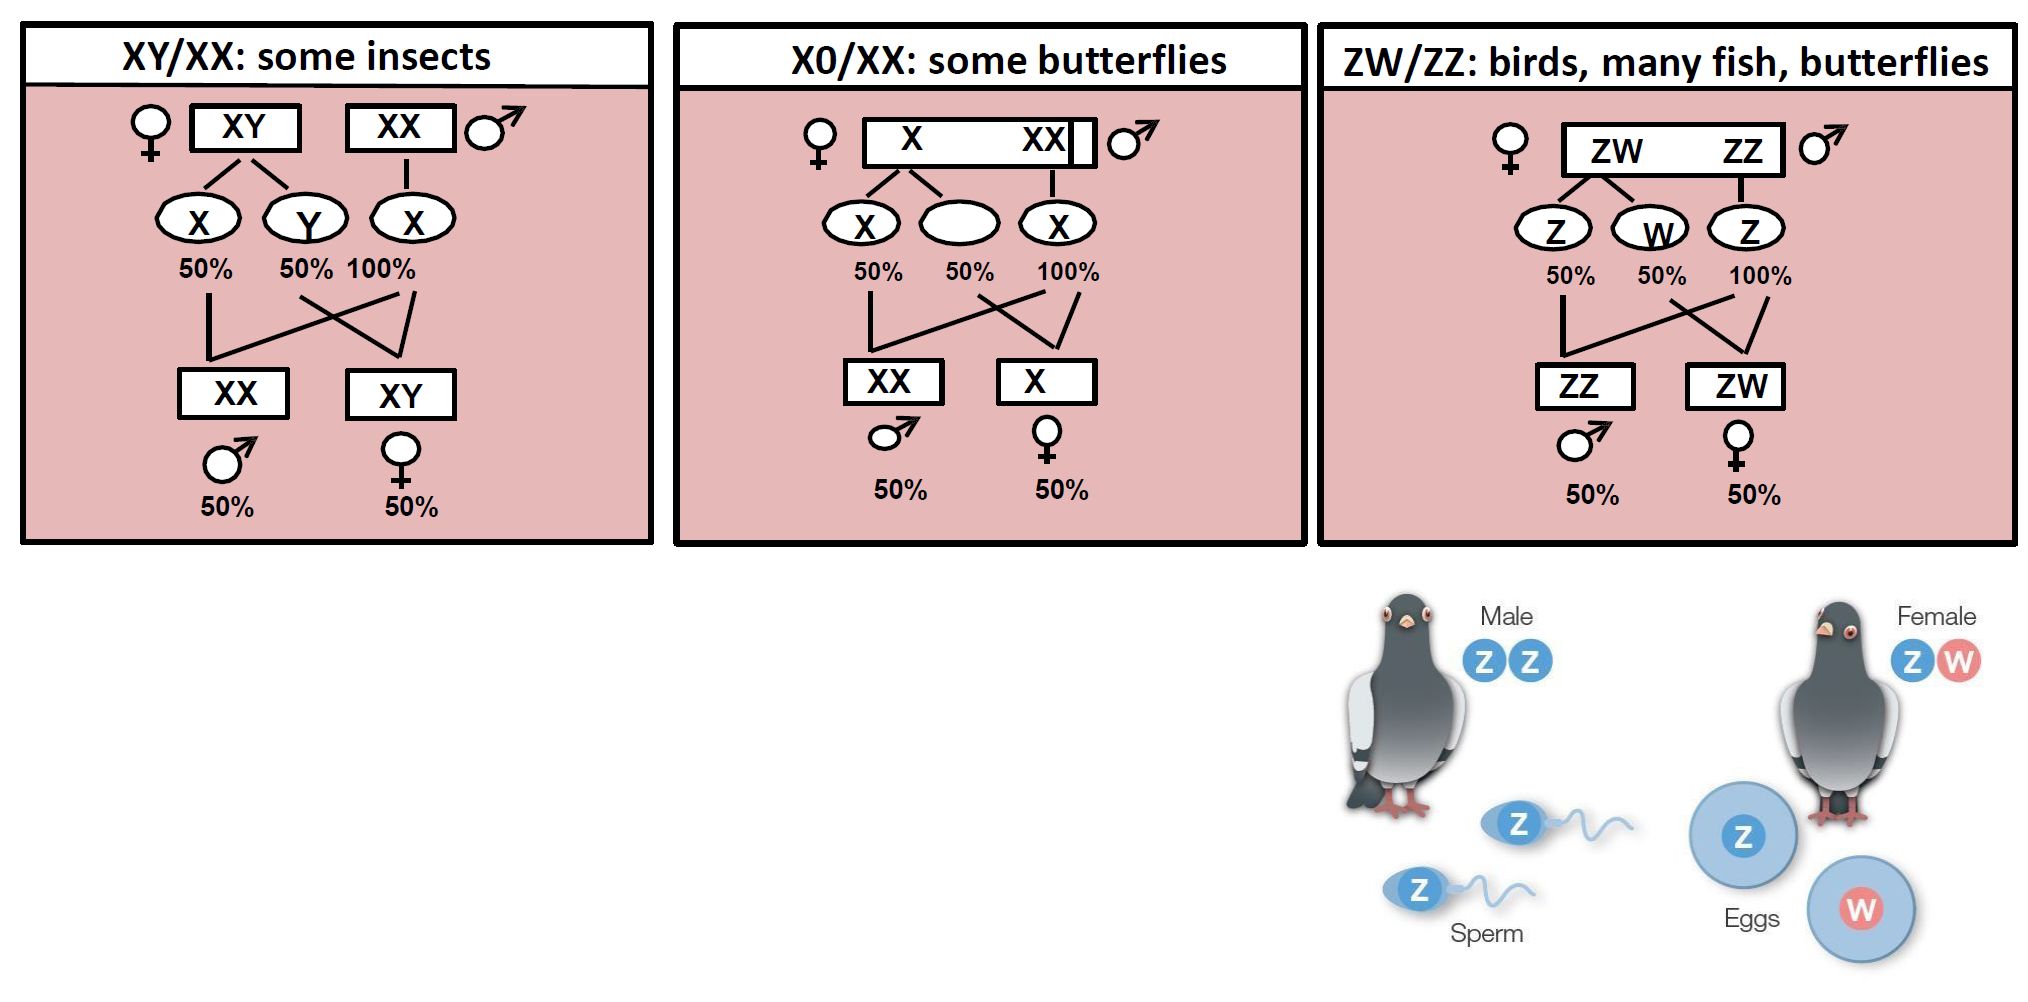 XY/XX: some insects
XY XX
X Y X
50% 50% 100%
XX XY
50% 50%
X0/XX: some butterflies
X XX
X X
50% 50% 100%
XX X
50% 50%
ZW/ZZ: birds, many fish, butterflies
ZW ZZ
Z W Z
50% 50% 100%
ZZ ZW
50% 50%
Male
Z Z
Female
Z W
Z
Z
Sperm
Z
W
Eggs